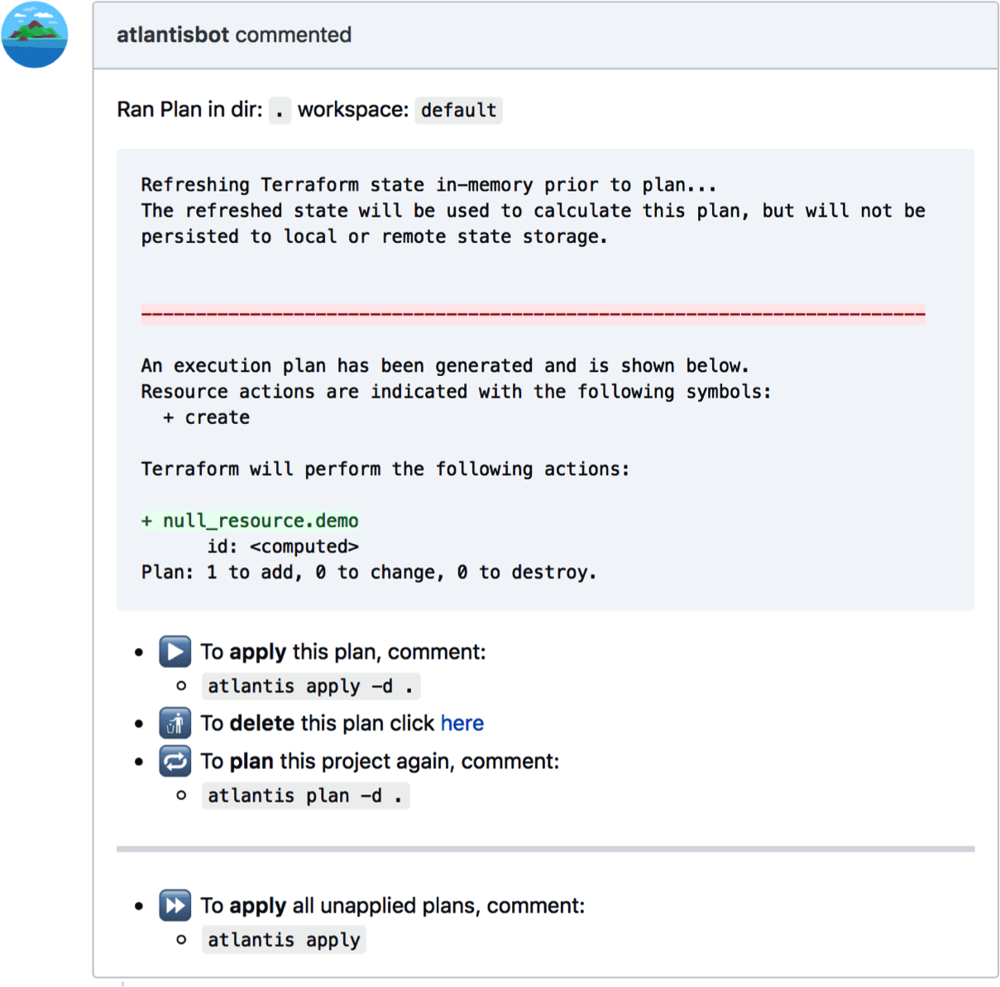 atlantisbot commented
Ran Plan in dir: . workspace: default
Refreshing Terraform state in-memory prior to plan...
The refreshed state will be used to calculate this plan, but will not be
persisted to local or remote state storage.
------------------------------------------------------------------------
An execution plan has been generated and is shown below.
Resource actions are indicated with the following symbols:
+ create
Terraform will perform the following actions:
+ null_resource.demo
id: <computed>
Plan: 1 to add, 0 to change, 0 to destroy.
To apply this plan, comment:
atlantis apply -d .
To delete this plan click here
To plan this project again, comment:
atlantis plan -d .
To apply all unapplied plans, comment:
atlantis apply